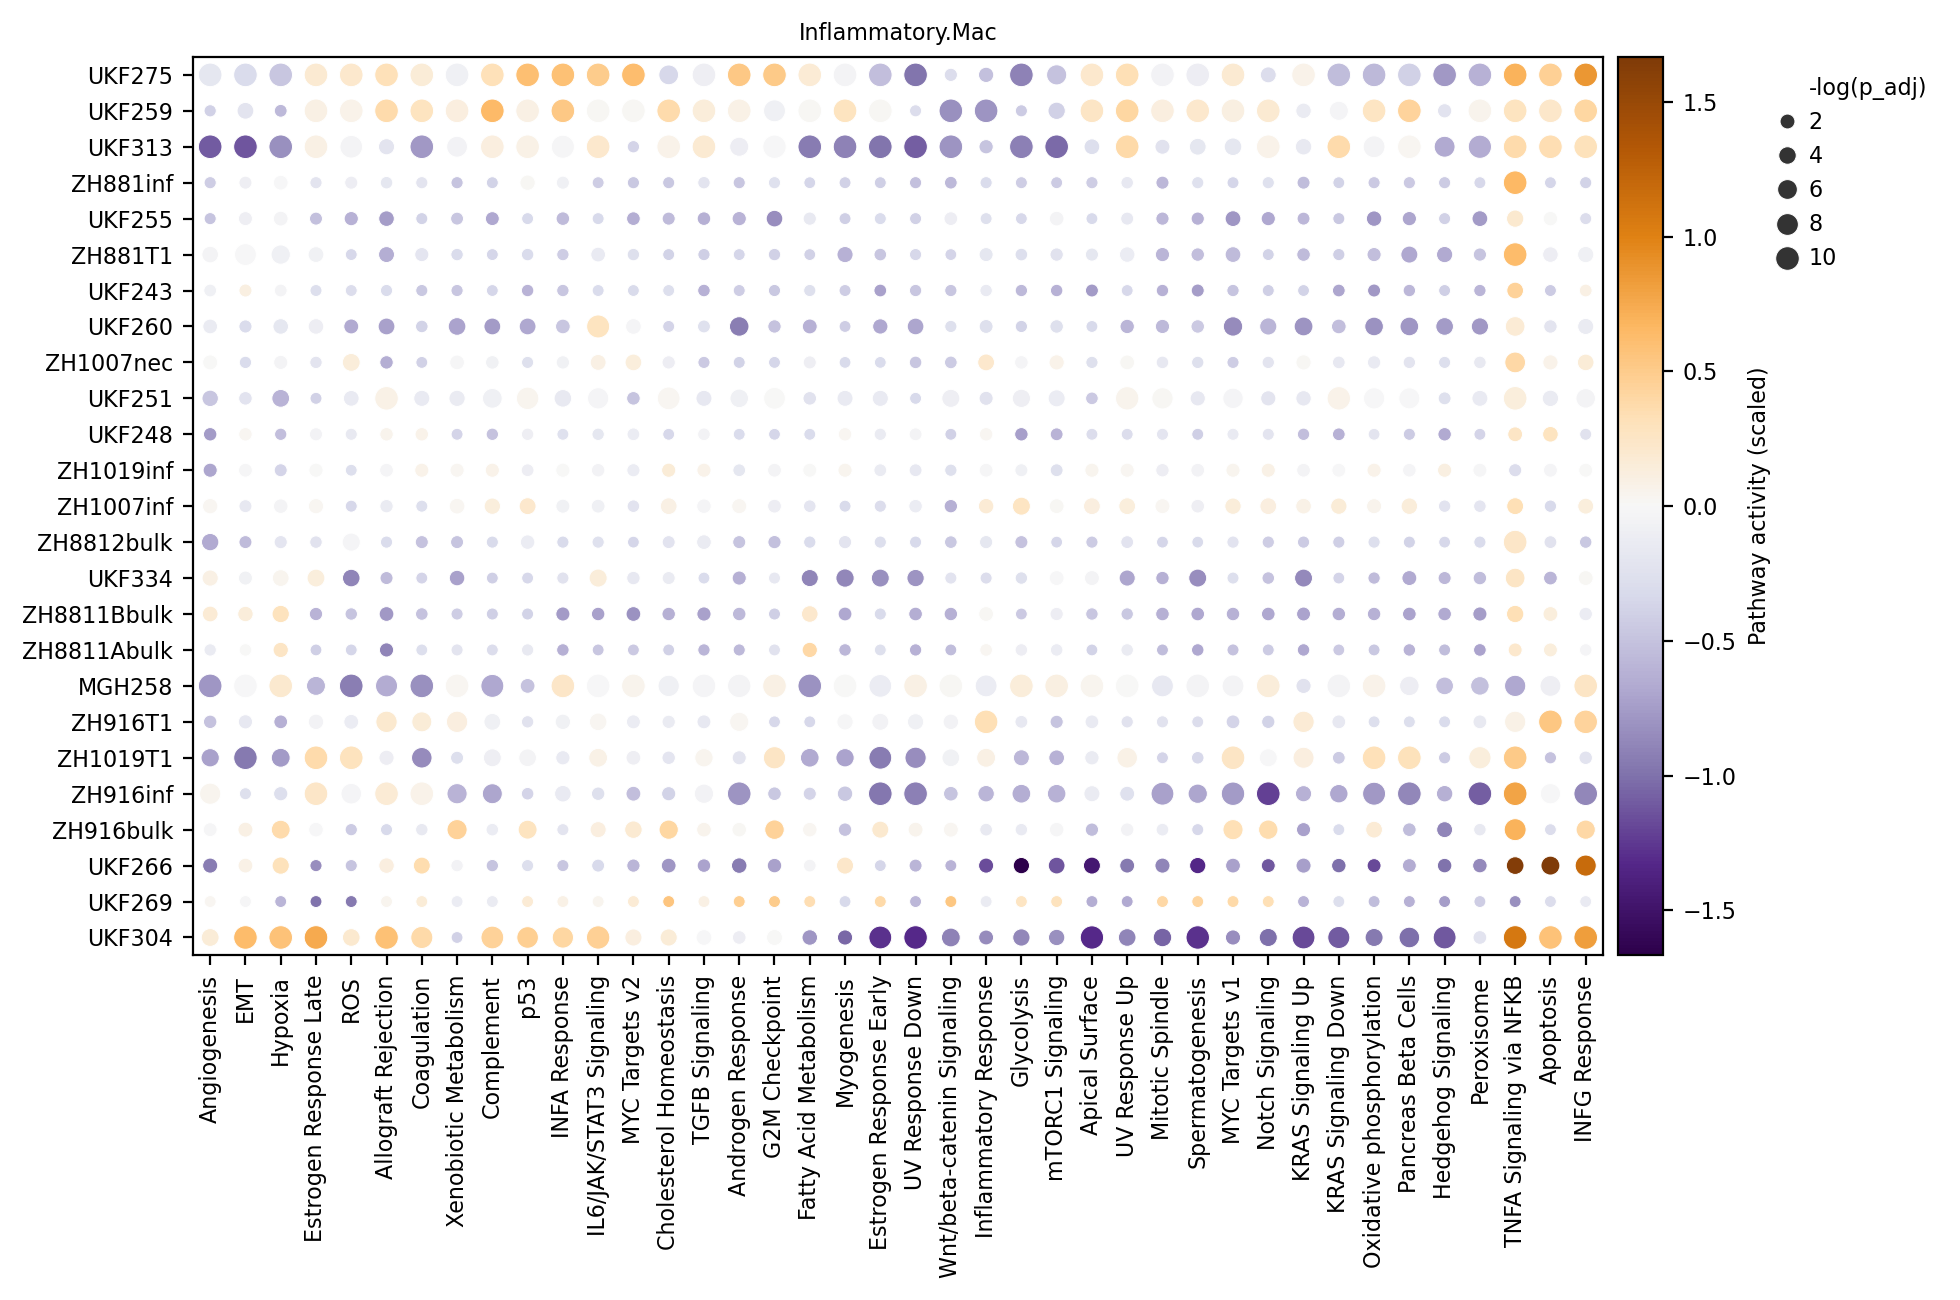 Inflammatory.Mac
UKF275
UKF259
UKF313
ZH881inf
UKF255
ZH881T1
UKF243
UKF260
ZH1007nec
UKF251
UKF248
ZH1019inf
ZH1007inf
ZH8812bulk
UKF334
ZH8811Bbulk
ZH8811Abulk
MGH258
ZH916T1
ZH1019T1
ZH916inf
ZH916bulk
UKF266
UKF269
UKF304
Angiogenesis
EMT
Hypoxia
Estrogen Response Late
ROS
Allograft Rejection
Coagulation
Xenobiotic Metabolism
Complement
p53
INFA Response
IL6/JAK/STAT3 Signaling
MYC Targets v2
Cholesterol Homeostasis
TGFB Signaling
Androgen Response
G2M Checkpoint
Fatty Acid Metabolism
Myogenesis
Estrogen Response Early
UV Response Down
Wnt/beta-catenin Signaling
Inflammatory Response
Glycolysis
mTORC1 Signaling
Apical Surface
UV Response Up
Mitotic Spindle
Spermatogenesis
MYC Targets v1
Notch Signaling
KRAS Signaling Up
KRAS Signaling Down
Oxidative phosphorylation
Pancreas Beta Cells
Hedgehog Signaling
Peroxisome
TNFA Signaling via NFKB
Apoptosis
INFG Response
1.5
1.0
0.5
0.0
−0.5
−1.0
−1.5
Pathway activity (scaled)
-log(p_adj)
2
4
6
8
10